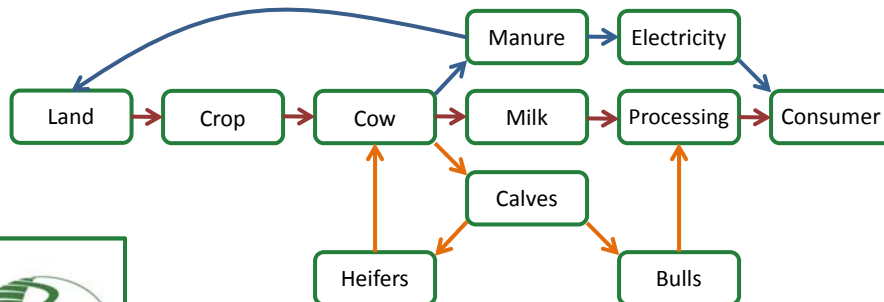 Manure
Electricity
Land
Crop
Cow
Milk
Processing
Consumer
Calves
Heifers
Bulls